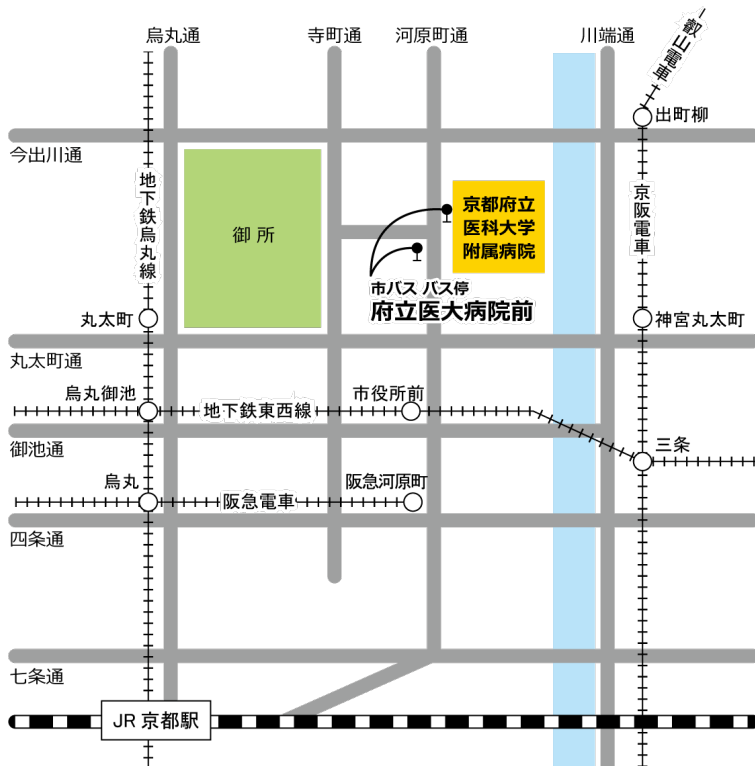 烏丸通
寺町通
河原町通
川端通
叡山電車
出町柳
今出川通
地下鉄烏丸線
御所
京都府立
医科大学
附属病院
京阪電車
市バス バス停
府立医大病院前
丸太町
神宮丸太町
丸太町通
烏丸御池
地下鉄東西線
市役所前
御池通
三条
烏丸
阪急電車
阪急河原町
四条通
七条通
JR 京都駅